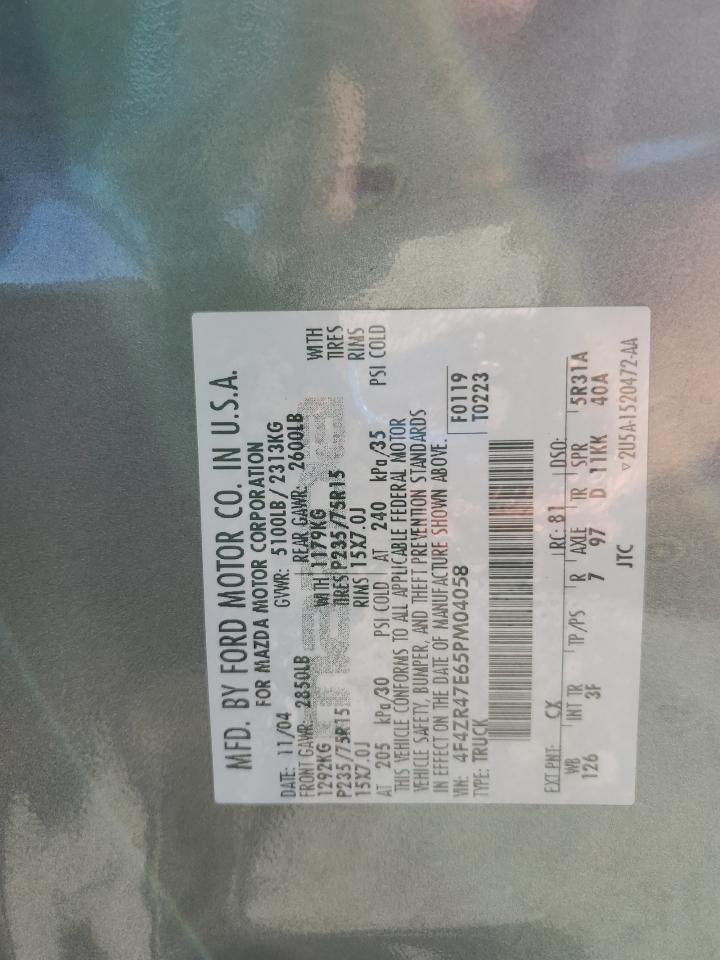 MFD. BY FORD MOTOR CO. IN U.S.A.
FOR MAZDA MOTOR CORPORATION
DATE: 11/04 GVWR: 5100LB / 2313KG
FRONT GAWR: 2850LB REAR GAWR: 2600LB
1292KG WITH 1179KG WITH
P235/75R15 TIRES P235/75R15 TIRES
15X7.0J RIMS 15X7.0J RIMS
AT 205 kPa/30 PSI COLD AT 240 kPa/35 PSI COLD
THIS VEHICLE CONFORMS TO ALL APPLICABLE FEDERAL MOTOR
VEHICLE SAFETY, BUMPER, AND THEFT PREVENTION STANDARDS
IN EFFECT ON THE DATE OF MANUFACTURE SHOWN ABOVE.
VIN: 4F4ZR47E65PM04058 F0119
TYPE: TRUCK T0223
EXT PNT: CX RC: 81 DSO:
WB INT TR TP/PS R AXLE TR SPR 5R31A
126 3F 7 97 D 11KK 40A
JTC
▽2U5A-1520472-AA